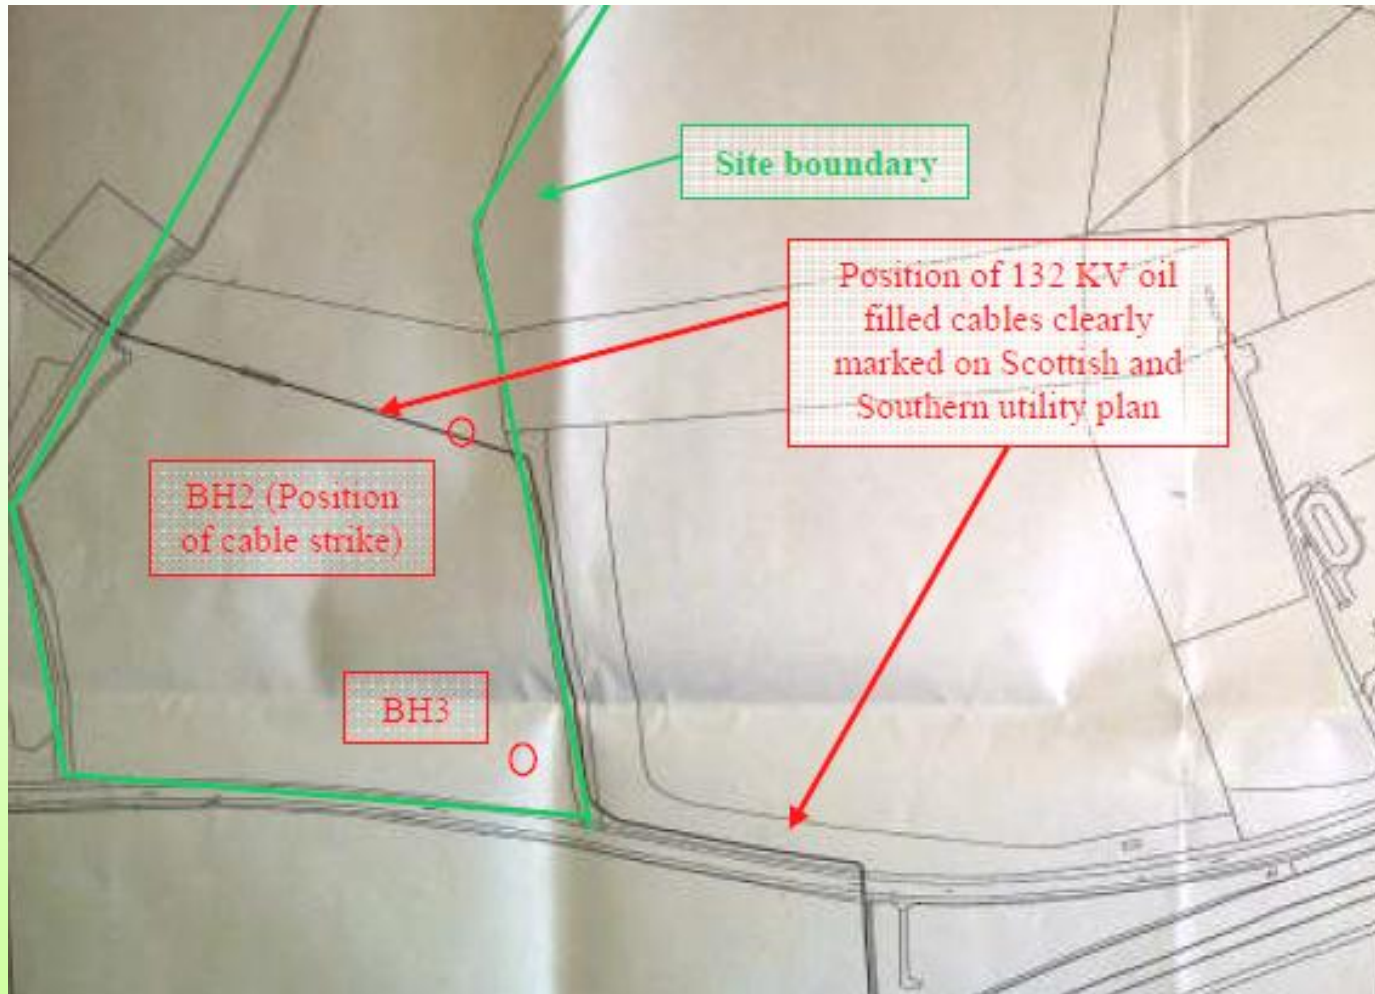 Site boundary
Position of 132 KV oil
filled cables clearly
marked on Scottish and
Southern utility plan
BH2 (Position
of cable strike)
BH3